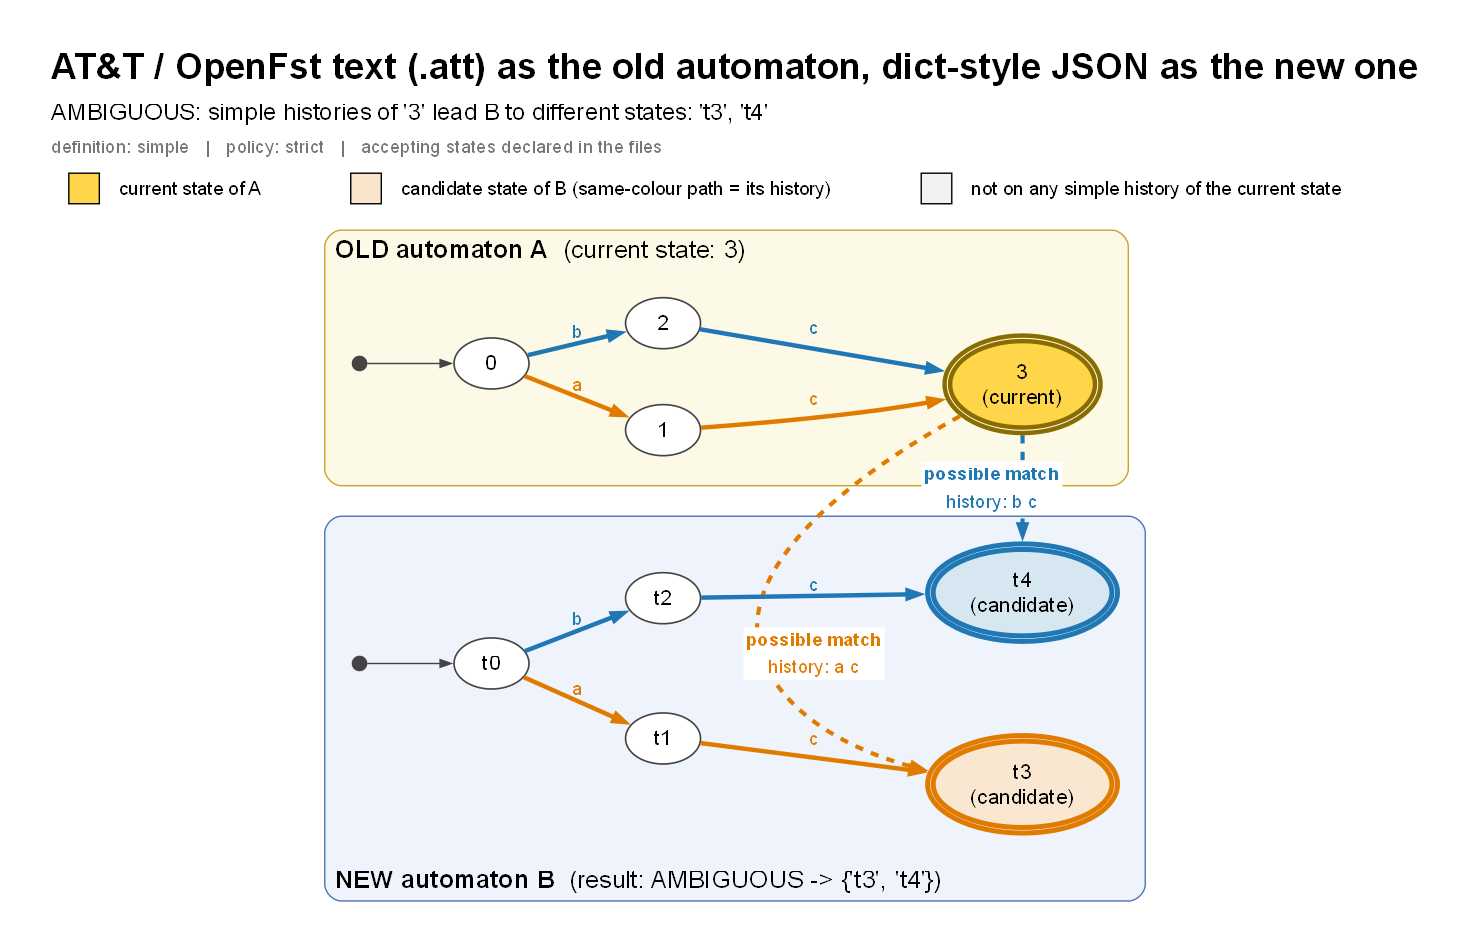 AT&T / OpenFst text (.att) as the old automaton, dict-style JSON as the new one
AMBIGUOUS: simple histories of '3' lead B to different states: 't3', 't4'
definition: simple | policy: strict | accepting states declared in the files
current state of A
candidate state of B (same-colour path = its history)
not on any simple history of the current state
OLD automaton A (current state: 3)
b
2
c
0
3
(current)
a
c
1
possible match
history: b c
t4
(candidate)
c
t2
b
possible match
history: a c
t0
a
t1
c
t3
(candidate)
NEW automaton B (result: AMBIGUOUS -> {'t3', 't4'})